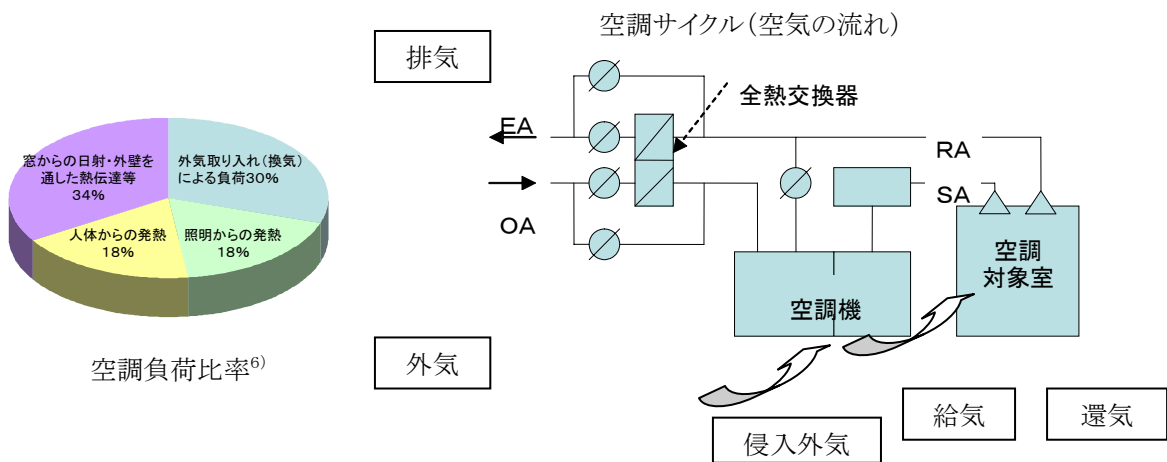 空調サイクル(空気の流れ)
排気
全熱交換器
EA
RA
SA
OA
空調
対象室
空調機
外気
給気
還気
侵入外気
窓からの日射・外壁を
通した熱伝達等
34%
外気取り入れ(換気)
による負荷30%
人体からの発熱
18%
照明からの発熱
18%
空調負荷比率6)